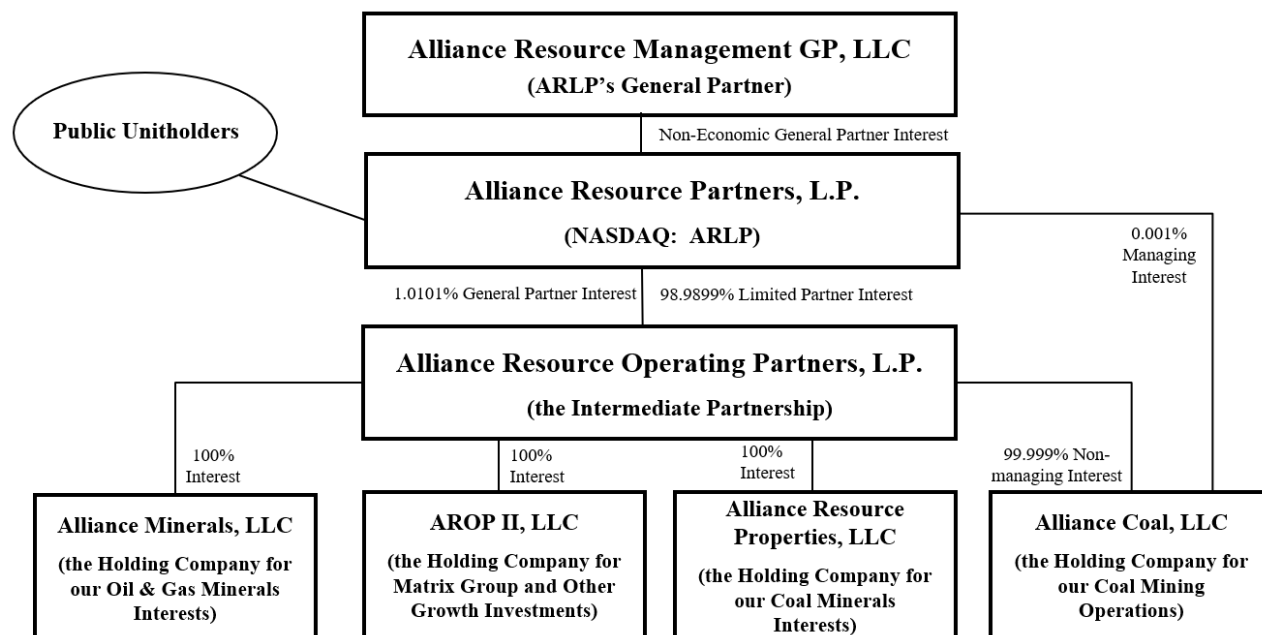 Alliance Resource Management GP, LLC
(ARLP's General Partner)
Public Unitholders
Non-Economic General Partner Interest
Alliance Resource Partners, L.P.
(NASDAQ: ARLP)
0.001%
Managing
Interest
1.0101% General Partner Interest
98.9899% Limited Partner Interest
Alliance Resource Operating Partners, L.P.
(the Intermediate Partnership)
100%
Interest
100%
Interest
100%
Interest
99.999% Non-
managing Interest
Alliance Minerals, LLC
(the Holding Company for
our Oil & Gas Minerals
Interests)
AROP II, LLC
(the Holding Company for
Matrix Group and Other
Growth Investments)
Alliance Resource
Properties, LLC
(the Holding Company for
our Coal Minerals
Interests)
Alliance Coal, LLC
(the Holding Company for
our Coal Mining
Operations)